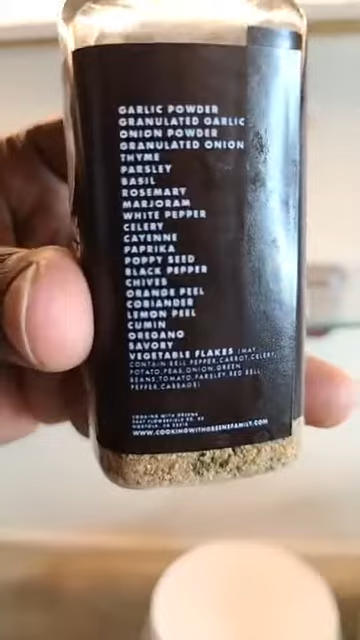 GARLIC POWDER
GRANULATED GARLIC
ONION POWDER
GRANULATED ONION
THYME
PARSLEY
BASIL
ROSEMARY
MARJORAM
WHITE PEPPER
CELERY
CAYENNE
PAPRIKA
POPPY SEED
BLACK PEPPER
CHIVES
ORANGE PEEL
CORIANDER
LEMON PEEL
CUMIN
OREGANO
SAVORY
VEGETABLE FLAKES (MAY
CONTAIN BELL PEPPER, CARROT, CELERY,
POTATO, PEAS, ONION, GREEN
BEANS, TOMATO, PARSLEY, RED BELL
PEPPER, CABBAGE)
COOKING WITH GREENS
WWW.COOKINGWITHGREENSFAMILY.COM